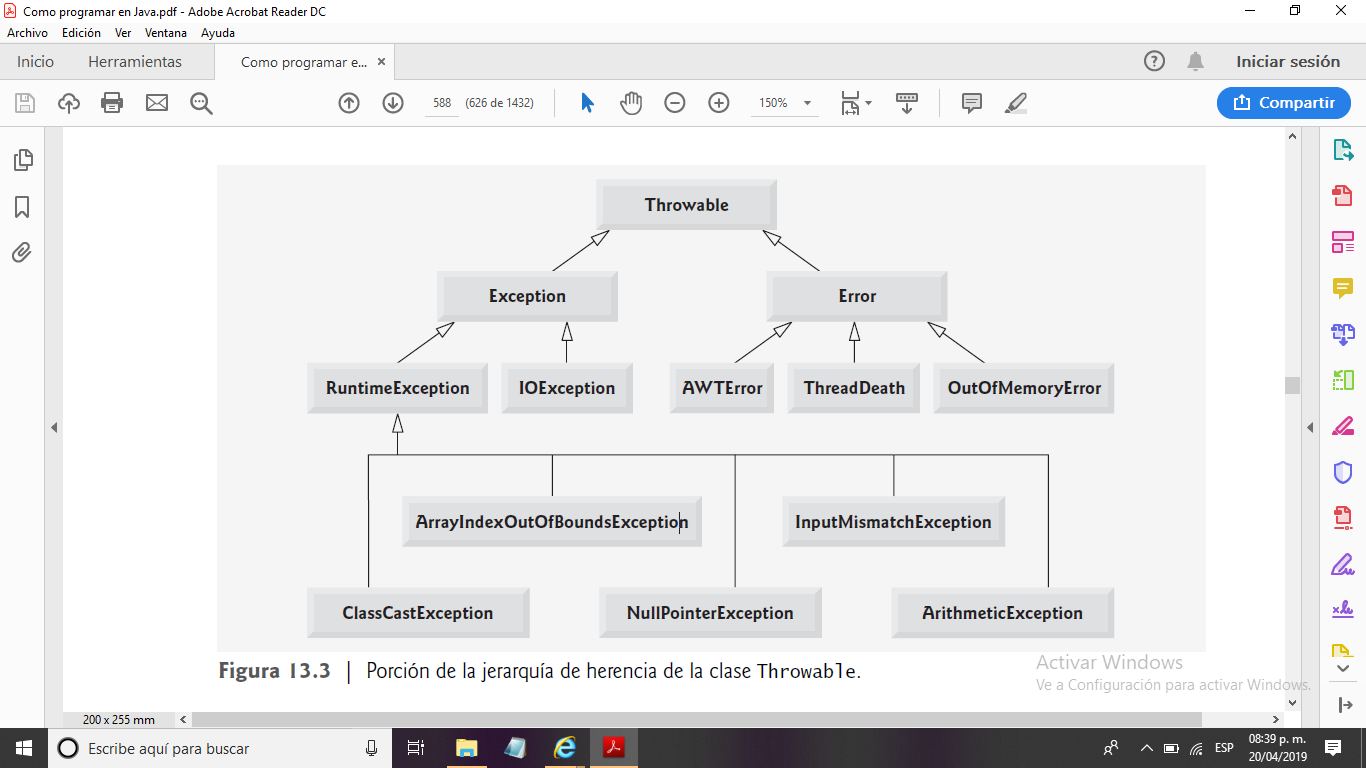 Como programar en Java.pdf - Adobe Acrobat Reader DC
Archivo Edición Ver Ventana Ayuda
Inicio Herramientas Como programar e... × Iniciar sesión
588 (626 de 1432) 150% Compartir
Throwable
Exception Error
RuntimeException IOException AWTError ThreadDeath OutOfMemoryError
ArrayIndexOutOfBoundsException InputMismatchException
ClassCastException NullPointerException ArithmeticException
Figura 13.3 | Porción de la jerarquía de herencia de la clase Throwable.
Activar Windows
Ve a Configuración para activar Windows.
200 x 255 mm
Escribe aquí para buscar
ESP
08:39 p. m.
20/04/2019